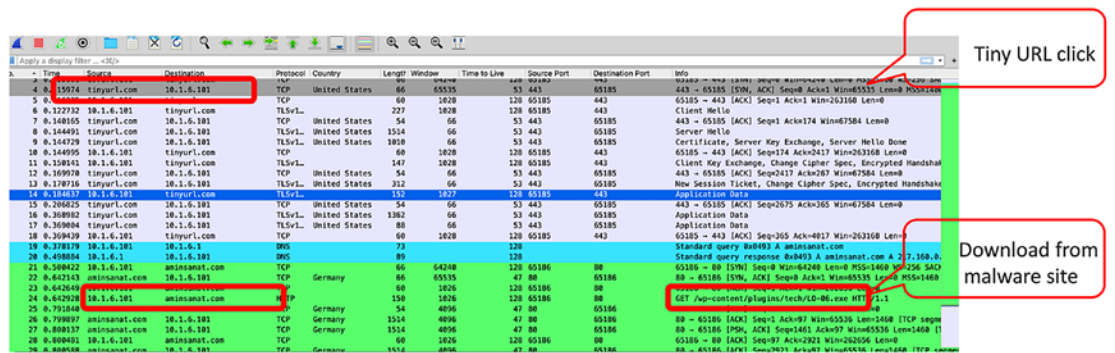 Tiny URL click
Apply a display filter ... <⌘/>
Time Source Destination Protocol Country Length Window Time to Live Source Port Destination Port Info
4 tinyurl.com 10.1.6.101 TCP United States 66 65535 53 443 65185 443 → 65185 [SYN, ACK] Seq=0 Ack=1 Win=65535 Len=0 MSS=1460
5 10.1.6.101 tinyurl.com TCP 60 1028 128 65185 443 65185 → 443 [ACK] Seq=1 Ack=1 Win=263168 Len=0
6 0.122732 10.1.6.101 tinyurl.com TLSv1… 227 1028 128 65185 443 Client Hello
7 0.140165 tinyurl.com 10.1.6.101 TCP United States 54 66 53 443 65185 443 → 65185 [ACK] Seq=1 Ack=174 Win=67584 Len=0
8 0.144491 tinyurl.com 10.1.6.101 TLSv1… United States 1514 66 53 443 65185 Server Hello
9 0.144729 tinyurl.com 10.1.6.101 TLSv1… United States 1010 66 53 443 65185 Certificate, Server Key Exchange, Server Hello Done
10 0.144995 10.1.6.101 tinyurl.com TCP 60 1028 128 65185 443 65185 → 443 [ACK] Seq=174 Ack=2417 Win=263168 Len=0
11 0.150141 10.1.6.101 tinyurl.com TLSv1… 147 1028 128 65185 443 Client Key Exchange, Change Cipher Spec, Encrypted Handshak
12 0.169970 tinyurl.com 10.1.6.101 TCP United States 54 66 53 443 65185 443 → 65185 [ACK] Seq=2417 Ack=267 Win=67584 Len=0
13 0.170716 tinyurl.com 10.1.6.101 TLSv1… United States 312 66 53 443 65185 New Session Ticket, Change Cipher Spec, Encrypted Handshake
14 0.184637 10.1.6.101 tinyurl.com TLSv1… 152 1027 128 65185 443 Application Data
15 0.206825 tinyurl.com 10.1.6.101 TCP United States 54 66 53 443 65185 443 → 65185 [ACK] Seq=2675 Ack=365 Win=67584 Len=0
16 0.368982 tinyurl.com 10.1.6.101 TLSv1… United States 1362 66 53 443 65185 Application Data
17 0.369004 tinyurl.com 10.1.6.101 TLSv1… United States 88 66 53 443 65185 Application Data
18 0.369439 10.1.6.101 tinyurl.com TCP 60 1028 128 65185 443 65185 → 443 [ACK] Seq=365 Ack=4017 Win=263168 Len=0
19 0.378179 10.1.6.101 10.1.6.1 DNS 73 128 Standard query 0x0493 A aminsanat.com
20 0.498884 10.1.6.1 10.1.6.101 DNS 89 128 Standard query response 0x0493 A aminsanat.com A
Download from
malware site
21 0.500422 10.1.6.101 aminsanat.com TCP 66 64240 128 65186 80 65186 → 80 [SYN] Seq=0 Win=64240 Len=0 MSS=1460 WS=256 SACK
22 0.642143 aminsanat.com 10.1.6.101 TCP Germany 66 65535 47 80 65186 80 → 65186 [SYN, ACK] Seq=0 Ack=1 Win=65535 Len=0 MSS=1460
23 0.642649 TCP 60 1026 128 65186 80
24 0.642928 10.1.6.101 aminsanat.com 150 1026 128 65186 80 GET /wp-content/plugins/tech/LO-06.exe HTTP/1.1
25 0.791840 Germany 54 4096 47 80 65186
26 0.799897 aminsanat.com 10.1.6.101 TCP Germany 1514 4096 47 80 65186 80 → 65186 [ACK] Seq=1 Ack=97 Win=65536 Len=1460 [TCP segme
27 0.800137 aminsanat.com 10.1.6.101 TCP Germany 1514 4096 47 80 65186 80 → 65186 [PSH, ACK] Seq=1461 Ack=97 Win=65536 Len=1460
28 0.800481 10.1.6.101 aminsanat.com TCP 60 1026 128 65186 80 65186 → 80 [ACK] Seq=97 Ack=2921 Win=262656 Len=0